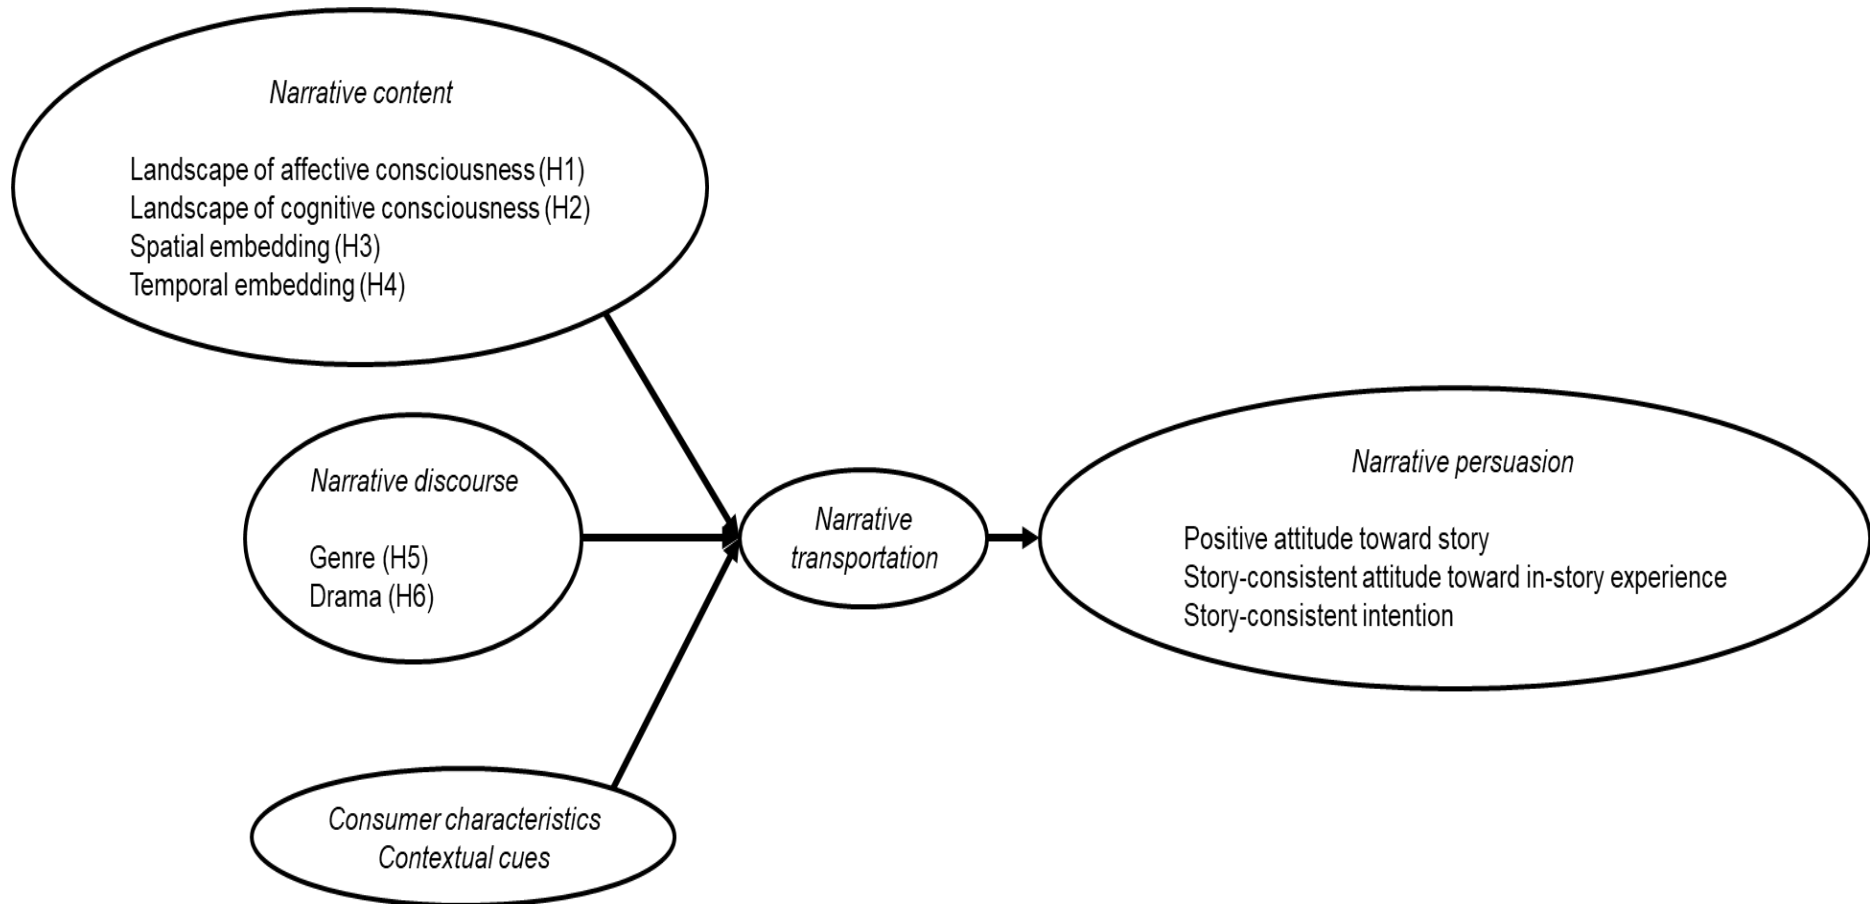 Narrative content
Landscape of affective consciousness (H1)
Landscape of cognitive consciousness (H2)
Spatial embedding (H3)
Temporal embedding (H4)
Narrative discourse
Genre (H5)
Drama (H6)
Consumer characteristics
Contextual cues
Narrative
transportation
Narrative persuasion
Positive attitude toward story
Story-consistent attitude toward in-story experience
Story-consistent intention